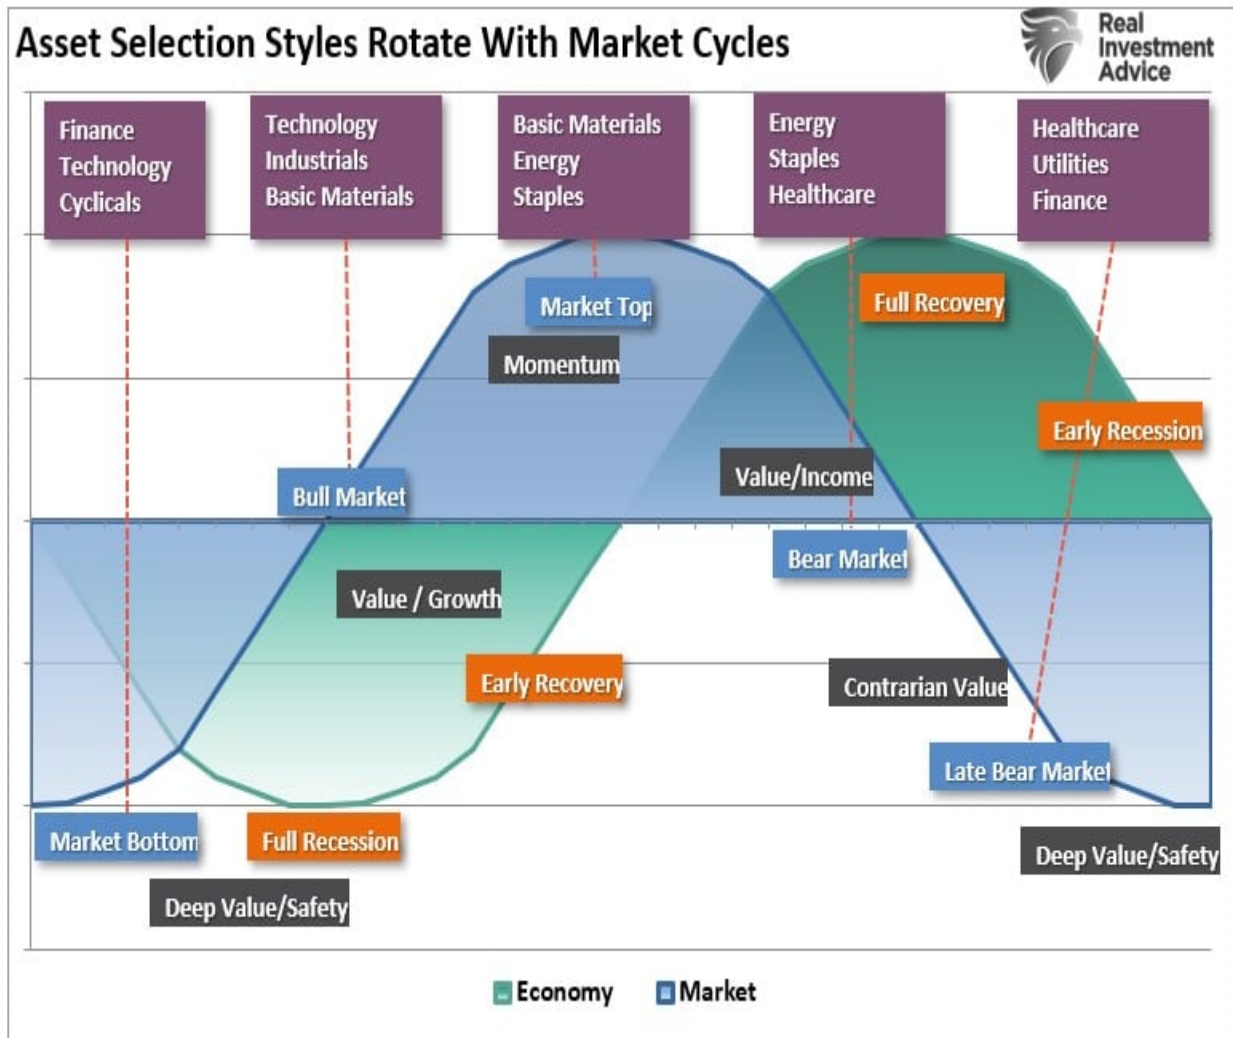 Asset Selection Styles Rotate With Market Cycles
Real
Investment
Advice
Finance
Technology
Cyclicals
Technology
Industrials
Basic Materials
Basic Materials
Energy
Staples
Energy
Staples
Healthcare
Healthcare
Utilities
Finance
Market Top
Full Recovery
Momentum
Early Recession
Value/Income
Bull Market
Bear Market
Value / Growth
Early Recovery
Contrarian Value
Late Bear Market
Market Bottom
Full Recession
Deep Value/Safety
Deep Value/Safety
Economy
Market